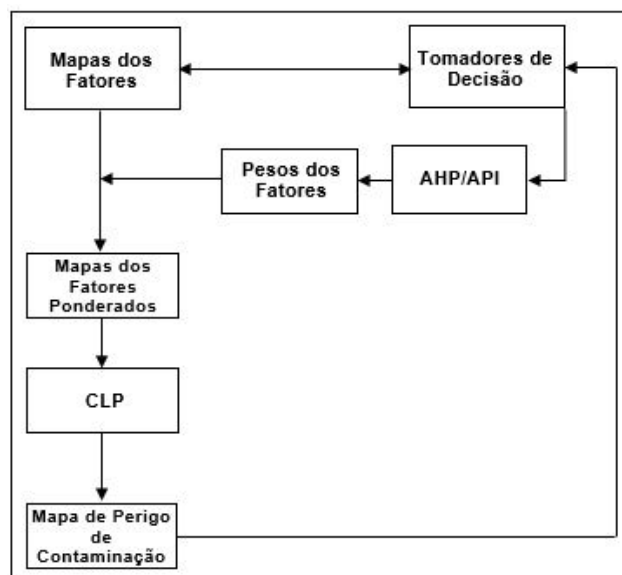 Mapas dos
Fatores
Tomadores de
Decisão
Pesos dos
Fatores
AHP/API
Mapas dos
Fatores
Ponderados
CLP
Mapa de Perigo
de
Contaminação